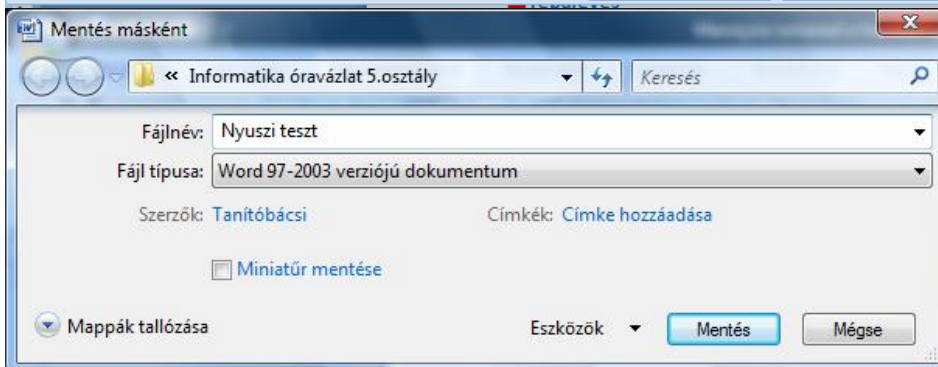 Mentés másként
« Informatika óravázlat 5.osztály
Keresés
Fájlnév: Nyuszi teszt
Fájl típusa: Word 97-2003 verziójú dokumentum
Szerzők: Tanítóbácsi Címkék: Címke hozzáadása
Miniatűr mentése
Mappák tallózása Eszközök Mentés Mégse